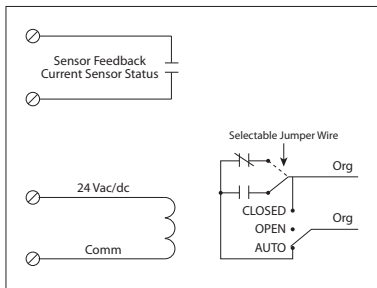 Sensor Feedback
Current Sensor Status
Selectable Jumper Wire
Org
24 Vac/dc
CLOSED
OPEN
Org
AUTO
Comm